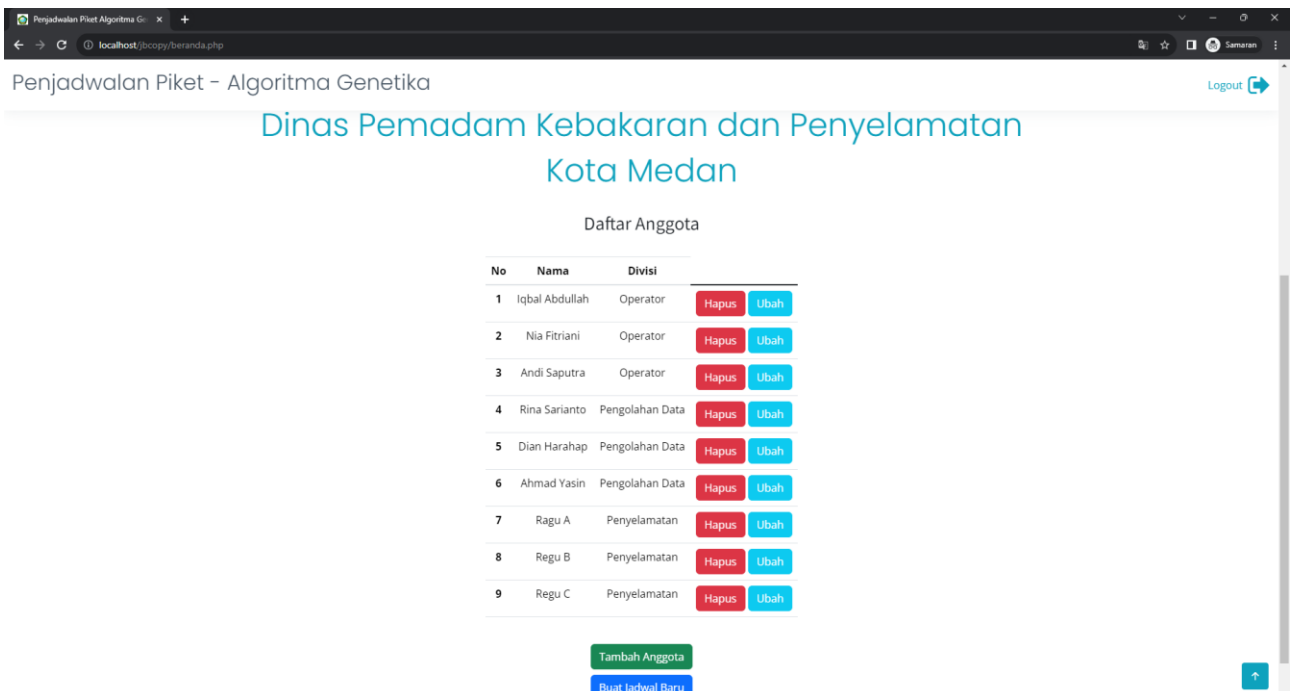 Penjadwalan Piket Algoritma Ge
localhost/jbcopy/beranda.php
Samaran
Penjadwalan Piket - Algoritma Genetika
Logout
Dinas Pemadam Kebakaran dan Penyelamatan
Kota Medan
Daftar Anggota
No Nama Divisi
1 Iqbal Abdullah Operator Hapus Ubah
2 Nia Fitriani Operator Hapus Ubah
3 Andi Saputra Operator Hapus Ubah
4 Rina Sarianto Pengolahan Data Hapus Ubah
5 Dian Harahap Pengolahan Data Hapus Ubah
6 Ahmad Yasin Pengolahan Data Hapus Ubah
7 Ragu A Penyelamatan Hapus Ubah
8 Regu B Penyelamatan Hapus Ubah
9 Regu C Penyelamatan Hapus Ubah
Tambah Anggota
Buat Jadwal Baru